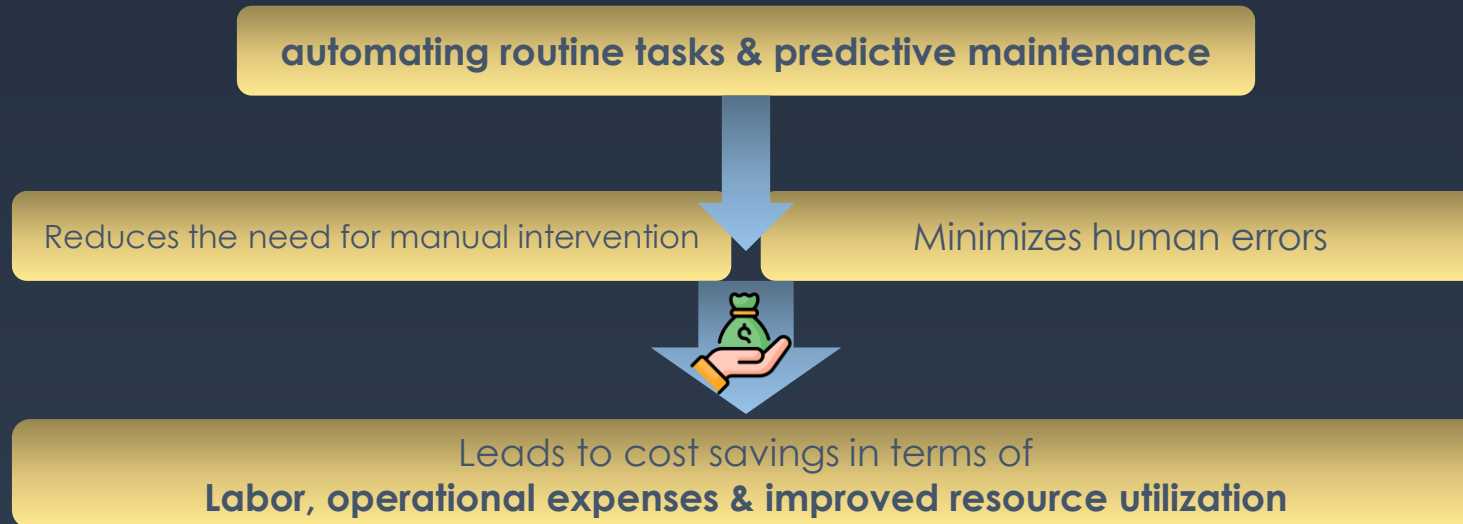 automating routine tasks & predictive maintenance
Reduces the need for manual intervention
Minimizes human errors
$
Leads to cost savings in terms of
Labor, operational expenses & improved resource utilization